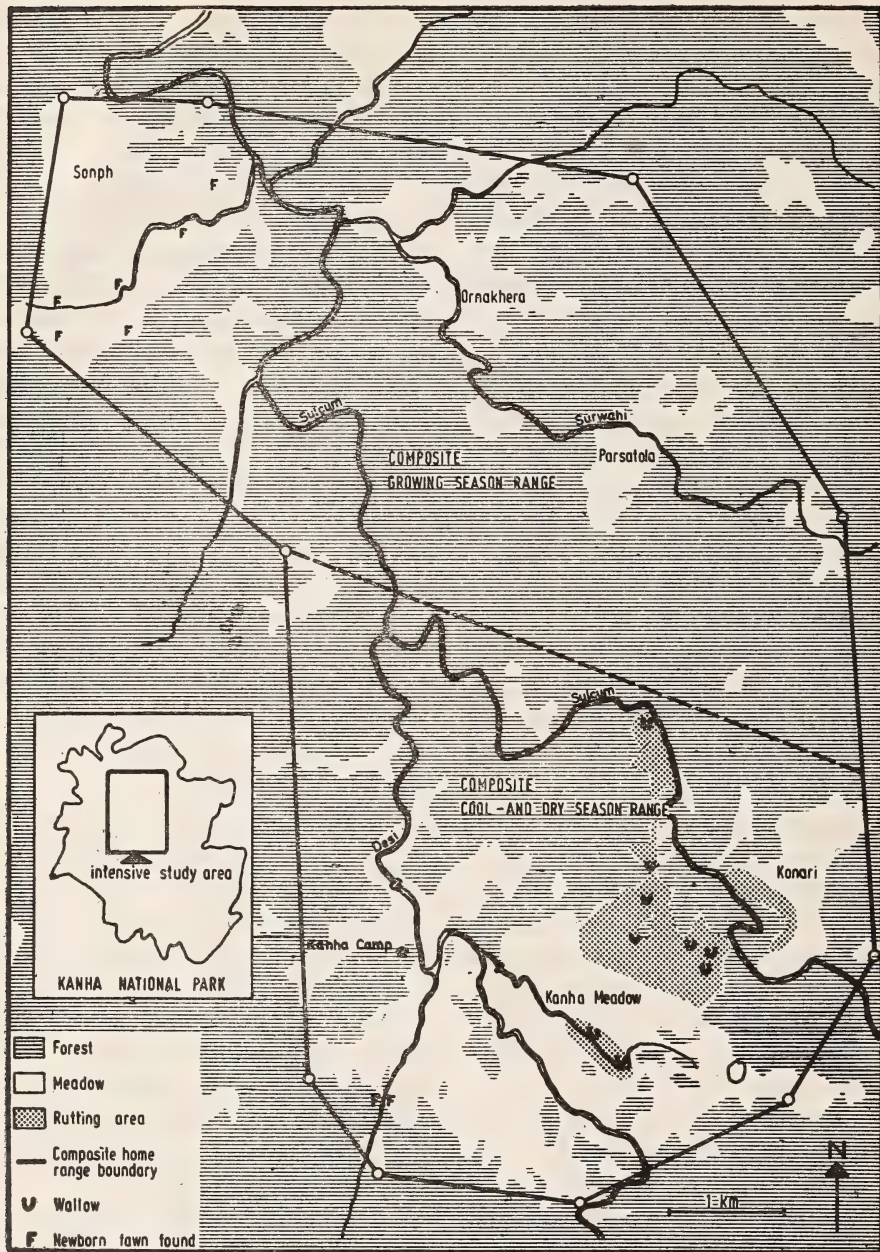 Sonph
F
F
F
F
F
F
Ornakhera
Sulcum
Surwahi
COMPOSITE
GROWING SEASON RANGE
Parsatola
Sulcum
COMPOSITE
COOL-AND DRY SEASON RANGE
Desi
Konari
Kanha Camp
Kanha Meadow
F F
intensive study area
KANHA NATIONAL PARK
Forest
Meadow
Rutting area
Composite home
range boundary
Wallow
F Newborn fawn found
N
1 km